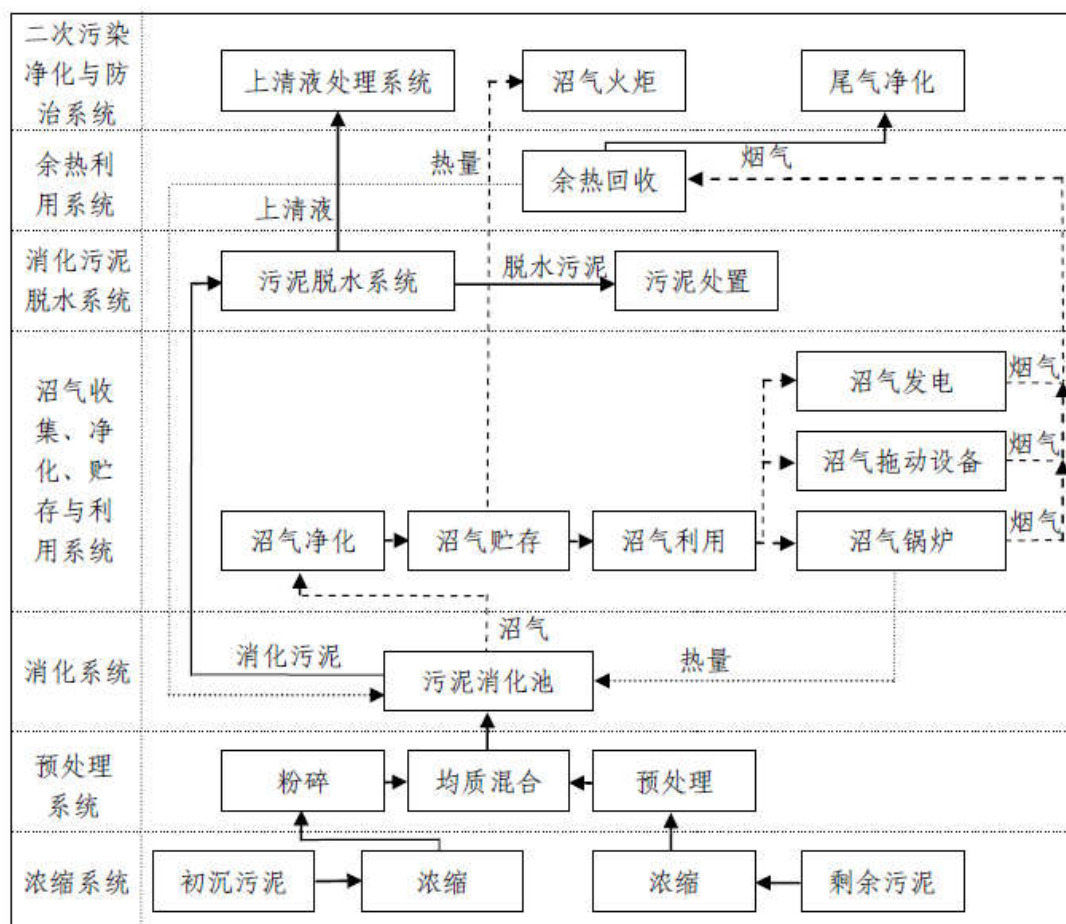 二次污染
净化与防
治系统
上清液处理系统
沼气火炬
尾气净化
余热利
用系统
热量
余热回收
烟气
上清液
消化污泥
脱水系统
污泥脱水系统
脱水污泥
污泥处置
沼气收
集、净
化、贮
存与利
用系统
沼气发电
烟气
沼气拖动设备
烟气
沼气净化
沼气贮存
沼气利用
沼气锅炉
烟气
消化系统
消化污泥
沼气
污泥消化池
热量
预处理
系统
粉碎
均质混合
预处理
浓缩系统
初沉污泥
浓缩
浓缩
剩余污泥